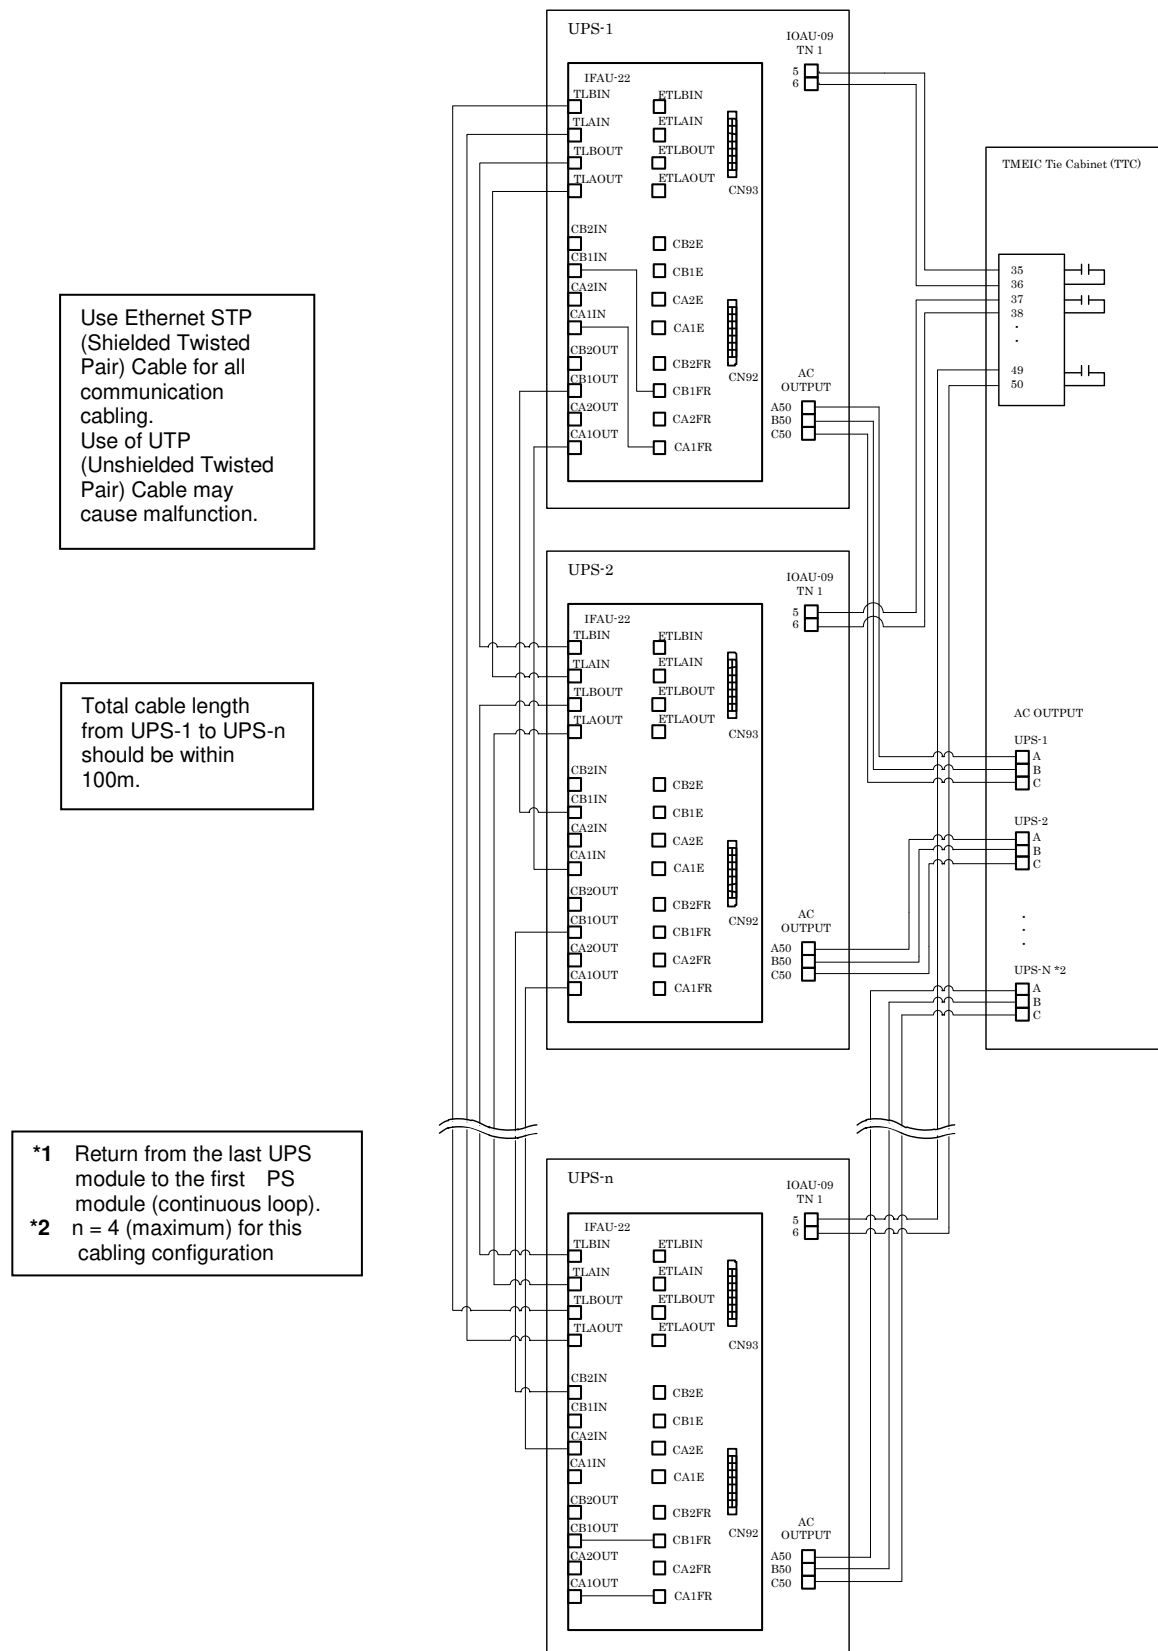 UPS-1
IOAU-09
TN 1
5
6
IFAU-22
TLBIN ETLBIN
TLAIN ETLAIN
TLBOUT ETLBOUT
TLAOUT ETLAOUT
CN93
CB2IN CB2E
CB1IN CB1E
CA2IN CA2E
CA1IN CA1E
CB2OUT CB2FR
CN92
CB1OUT CB1FR
CA2OUT CA2FR
CA1OUT CA1FR
AC
OUTPUT
A50
B50
C50
TMEIC Tie Cabinet (TTC)
35
36
37
38
.
.
49
50
Use Ethernet STP
(Shielded Twisted
Pair) Cable for all
communication
cabling.
Use of UTP
(Unshielded Twisted
Pair) Cable may
cause malfunction.
UPS-2
IOAU-09
TN 1
5
6
IFAU-22
TLBIN ETLBIN
TLAIN ETLAIN
TLBOUT ETLBOUT
TLAOUT ETLAOUT
CN93
CB2IN CB2E
CB1IN CB1E
CA2IN CA2E
CA1IN CA1E
CB2OUT CB2FR
CN92
CB1OUT CB1FR
CA2OUT CA2FR
CA1OUT CA1FR
AC
OUTPUT
A50
B50
C50
Total cable length
from UPS-1 to UPS-n
should be within
100m.
AC OUTPUT
UPS-1
A
B
C
UPS-2
A
B
C
.
.
.
UPS-N *2
A
B
C
*1 Return from the last UPS
module to the first PS
module (continuous loop).
*2 n = 4 (maximum) for this
cabling configuration
UPS-n
IOAU-09
TN 1
5
6
IFAU-22
TLBIN ETLBIN
TLAIN ETLAIN
TLBOUT ETLBOUT
TLAOUT ETLAOUT
CN93
CB2IN CB2E
CB1IN CB1E
CA2IN CA2E
CA1IN CA1E
CB2OUT CB2FR
CN92
CB1OUT CB1FR
CA2OUT CA2FR
CA1OUT CA1FR
AC
OUTPUT
A50
B50
C50